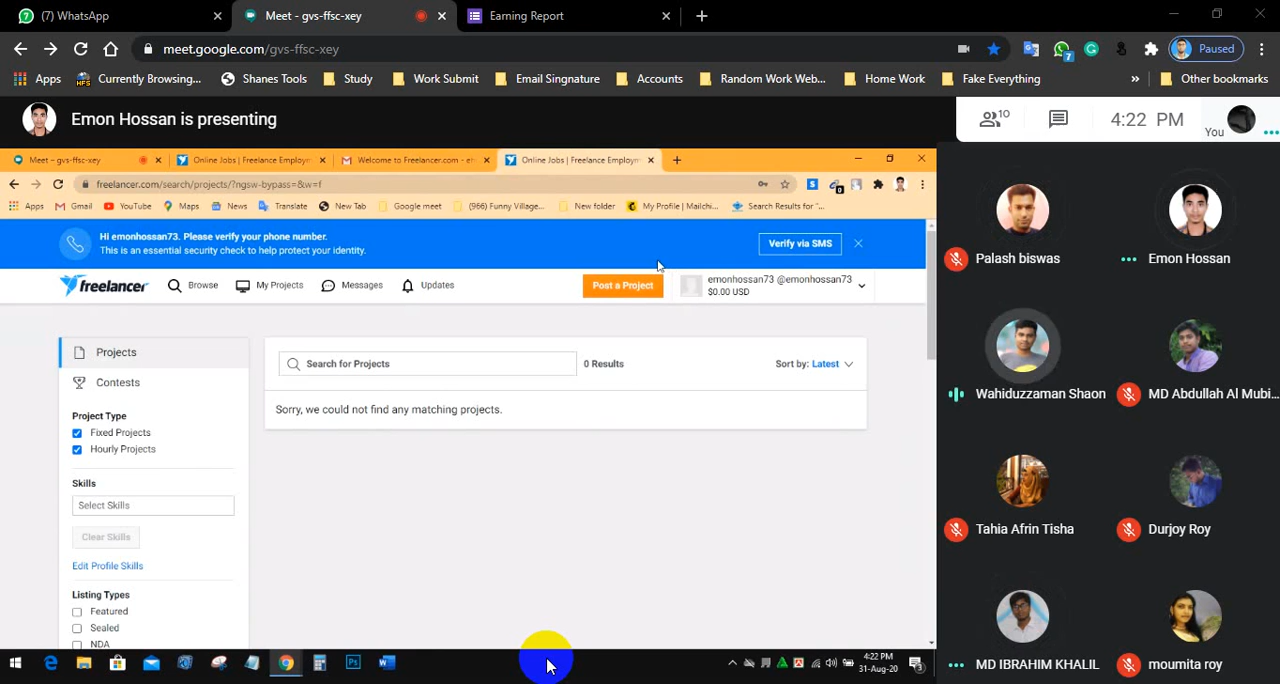 (7) WhatsApp
Meet - gvs-ffsc-xey
Earning Report
meet.google.com/gvs-ffsc-xey
Paused
Apps
Currently Browsing...
Shanes Tools
Study
Work Submit
Email Singnature
Accounts
Random Work Web...
Home Work
Fake Everything
»
Other bookmarks
Emon Hossan is presenting
10
4:22 PM
You
Meet – gvs-ffsc-xey
Online Jobs | Freelance Employm
Welcome to Freelancer.com - e
Online Jobs | Freelance Employm
freelancer.com/search/projects/?ngsw-bypass=&w=f
Apps
Gmail
YouTube
Maps
News
Translate
New Tab
Google meet
(966) Funny Village...
New folder
My Profile | Mailchi...
Search Results for "...
Hi emonhossan73. Please verify your phone number.
This is an essential security check to help protect your identity.
Verify via SMS
freelancer
Browse
My Projects
Messages
Updates
Post a Project
emonhossan73 @emonhossan73
$0.00 USD
Projects
Contests
Project Type
Fixed Projects
Hourly Projects
Skills
Select Skills
Clear Skills
Edit Profile Skills
Listing Types
Featured
Sealed
NDA
Search for Projects
0 Results
Sort by: Latest
Sorry, we could not find any matching projects.
Palash biswas
Emon Hossan
Wahiduzzaman Shaon
MD Abdullah Al Mubi...
Tahia Afrin Tisha
Durjoy Roy
MD IBRAHIM KHALIL
moumita roy
4:22 PM
31-Aug-20
3